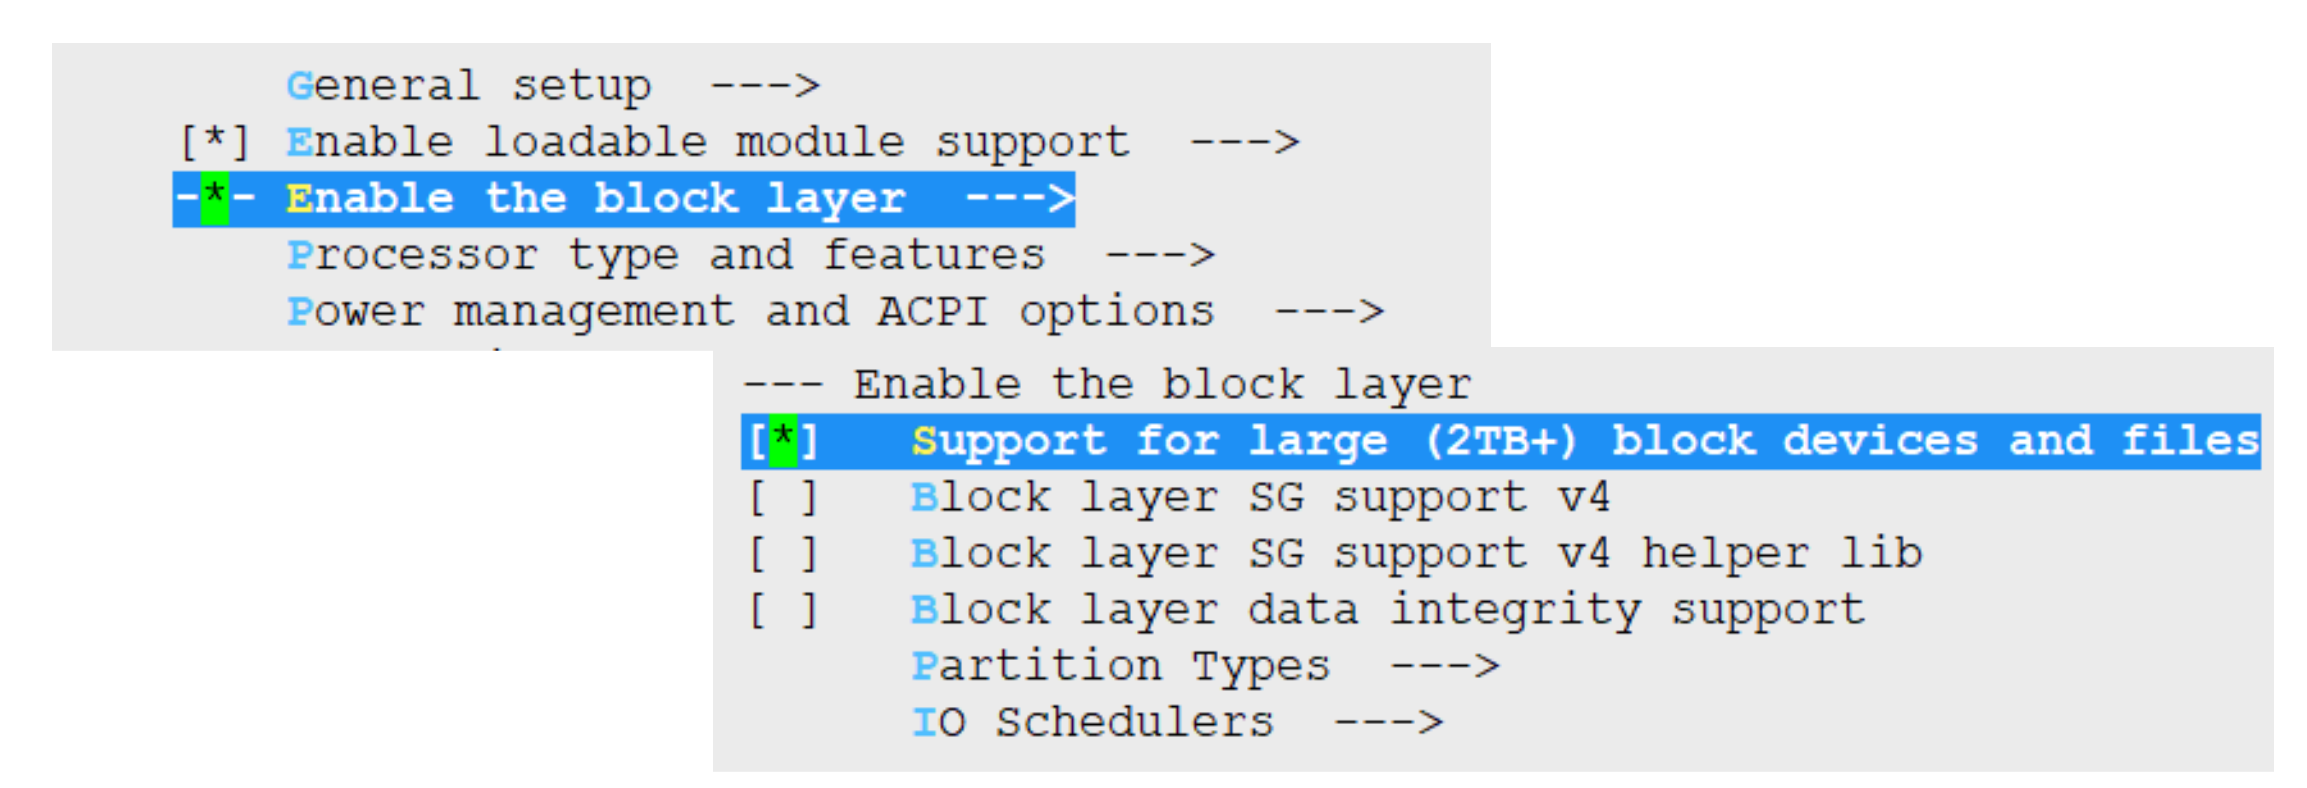 General setup  --->
[*] Enable loadable module support  --->
-*- Enable the block layer  --->
Processor type and features  --->
Power management and ACPI options  --->
--- Enable the block layer
[*]   Support for large (2TB+) block devices and files
[ ]   Block layer SG support v4
[ ]   Block layer SG support v4 helper lib
[ ]   Block layer data integrity support
Partition Types  --->
IO Schedulers  --->